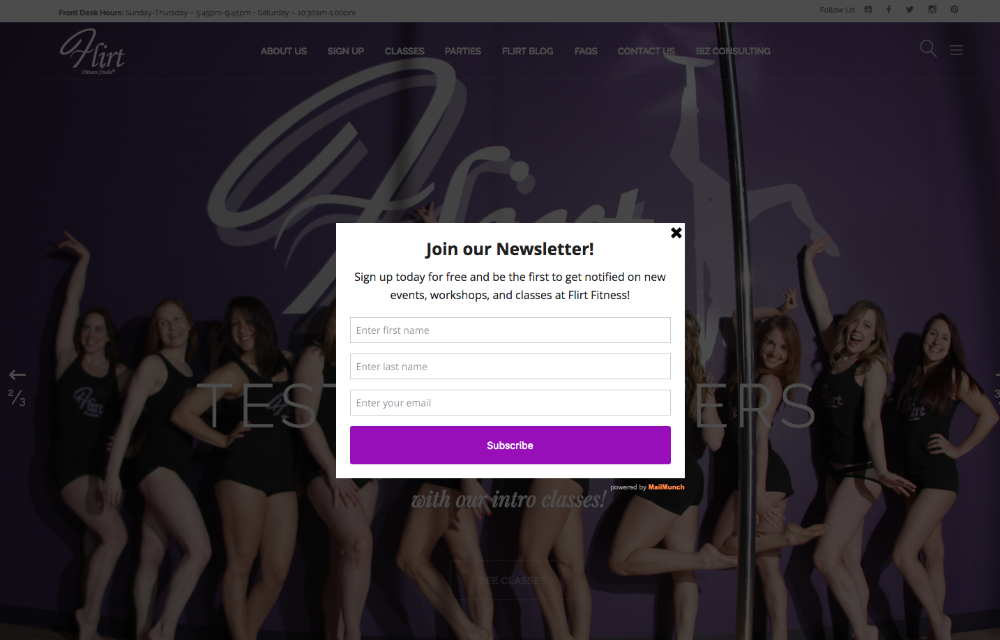 Front Desk Hours: Sunday-Thursday – 5:45pm-9:45pm • Saturday – 10:30am-1:00pm
Follow Us
Flirt
Fitness Studio®
ABOUT US
SIGN UP
CLASSES
PARTIES
FLIRT BLOG
FAQS
CONTACT US
BIZ CONSULTING
Flirt
Join our Newsletter!
Sign up today for free and be the first to get notified on new
events, workshops, and classes at Flirt Fitness!
Enter first name
Enter last name
Enter your email
Subscribe
powered by MailMunch
2/3
Flirt
with our intro classes!
SEE CLASSES